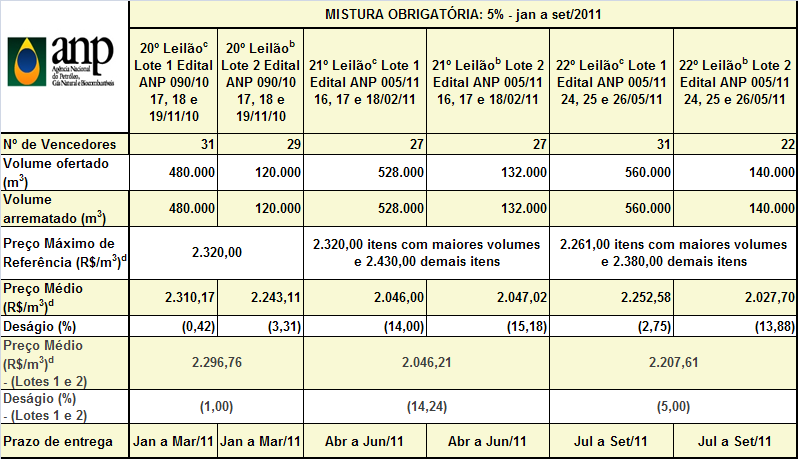 anp
Agência Nacional
do Petróleo,
Gás Natural e Biocombustíveis
MISTURA OBRIGATÓRIA: 5% - jan a set/2011
20º Leilãoᶜ Lote 1 Edital ANP 090/10 17, 18 e 19/11/10
20º Leilãoᵇ Lote 2 Edital ANP 090/10 17, 18 e 19/11/10
21º Leilãoᶜ Lote 1 Edital ANP 005/11 16, 17 e 18/02/11
21º Leilãoᵇ Lote 2 Edital ANP 005/11 16, 17 e 18/02/11
22º Leilãoᶜ Lote 1 Edital ANP 005/11 24, 25 e 26/05/11
22º Leilãoᵇ Lote 2 Edital ANP 005/11 24, 25 e 26/05/11
Nº de Vencedores 31 29 27 27 31 22
Volume ofertado (m³) 480.000 120.000 528.000 132.000 560.000 140.000
Volume arrematado (m³) 480.000 120.000 528.000 132.000 560.000 140.000
Preço Máximo de Referência (R$/m³)ᵈ 2.320,00 2.320,00 itens com maiores volumes e 2.430,00 demais itens 2.261,00 itens com maiores volumes e 2.380,00 demais itens
Preço Médio (R$/m³)ᵈ 2.310,17 2.243,11 2.046,00 2.047,02 2.252,58 2.027,70
Deságio (%) (0,42) (3,31) (14,00) (15,18) (2,75) (13,88)
Preço Médio (R$/m³)ᵈ - (Lotes 1 e 2) 2.296,76 2.046,21 2.207,61
Deságio (%) - (Lotes 1 e 2) (1,00) (14,24) (5,00)
Prazo de entrega Jan a Mar/11 Jan a Mar/11 Abr a Jun/11 Abr a Jun/11 Jul a Set/11 Jul a Set/11